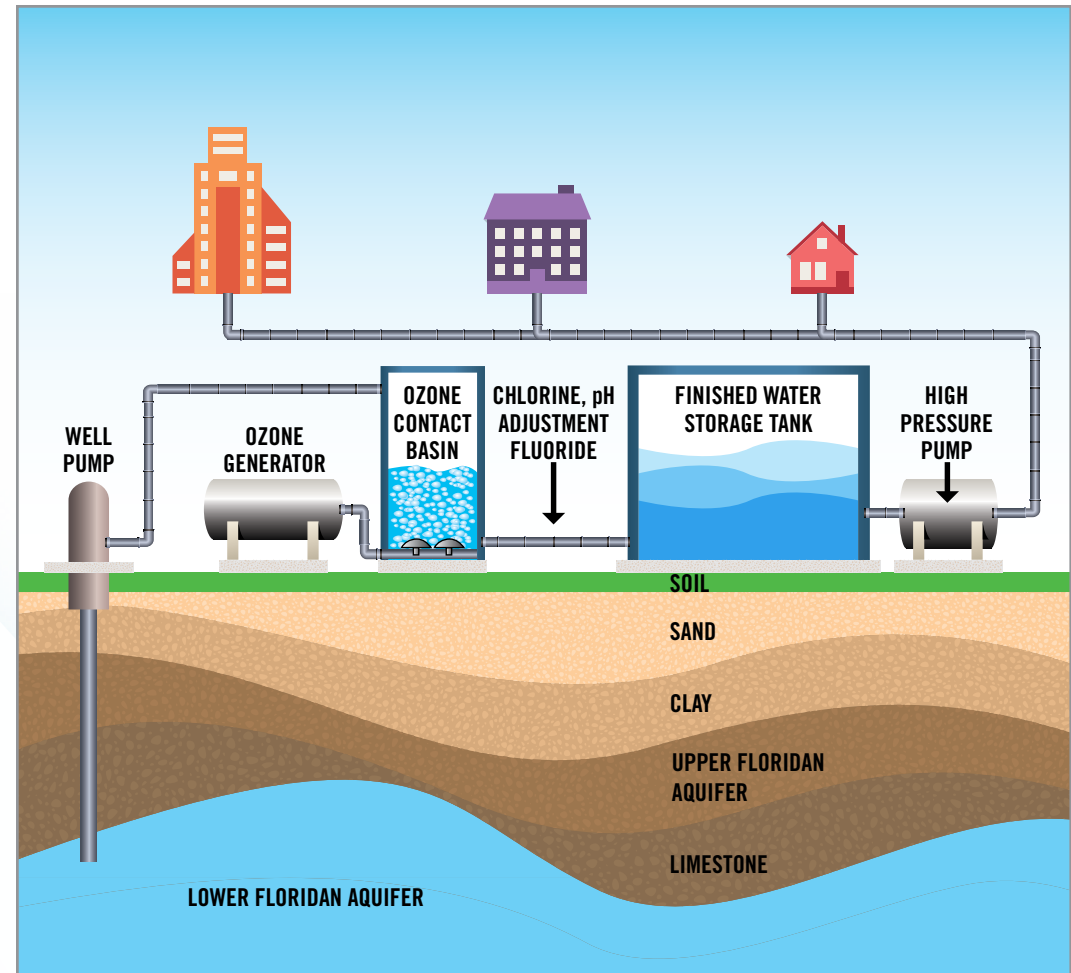 WELL
PUMP
OZONE
GENERATOR
OZONE
CONTACT
BASIN
CHLORINE, pH
ADJUSTMENT
FLUORIDE
FINISHED WATER
STORAGE TANK
HIGH
PRESSURE
PUMP
SOIL
SAND
CLAY
UPPER FLORIDAN
AQUIFER
LIMESTONE
LOWER FLORIDAN AQUIFER